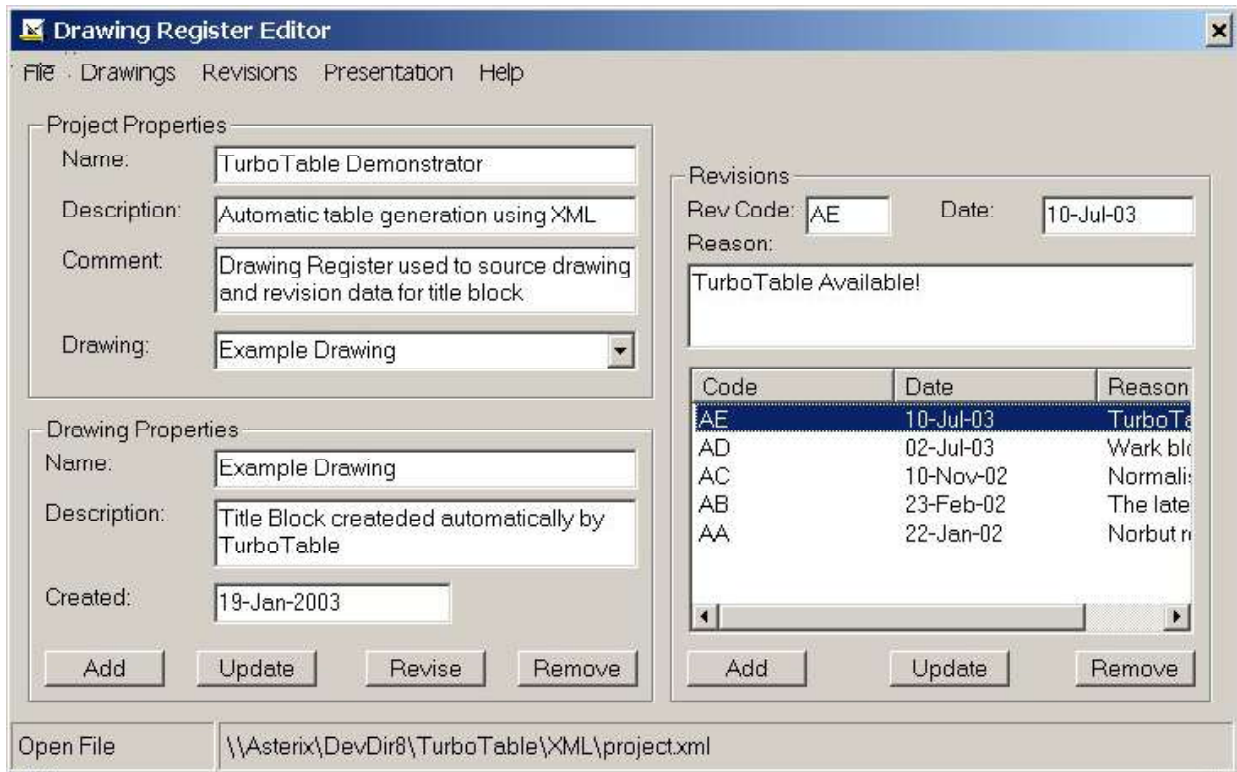 Drawing Register Editor
File Drawings Revisions Presentation Help
Project Properties
Name: TurboTable Demonstrator
Description: Automatic table generation using XML
Comment: Drawing Register used to source drawing
and revision data for title block
Drawing: Example Drawing
Drawing Properties
Name: Example Drawing
Description: Title Block createded automatically by
TurboTable
Created: 19-Jan-2003
Add Update Revise Remove
Revisions
Rev Code: AE Date: 10-Jul-03
Reason:
TurboTable Available!
Code Date Reason
AE 10-Jul-03 TurboTa
AD 02-Jul-03 Wark blo
AC 10-Nov-02 Normalis
AB 23-Feb-02 The late
AA 22-Jan-02 Norbut r
Add Update Remove
Open File \\Asterix\DevDir8\TurboTable\XML\project.xml